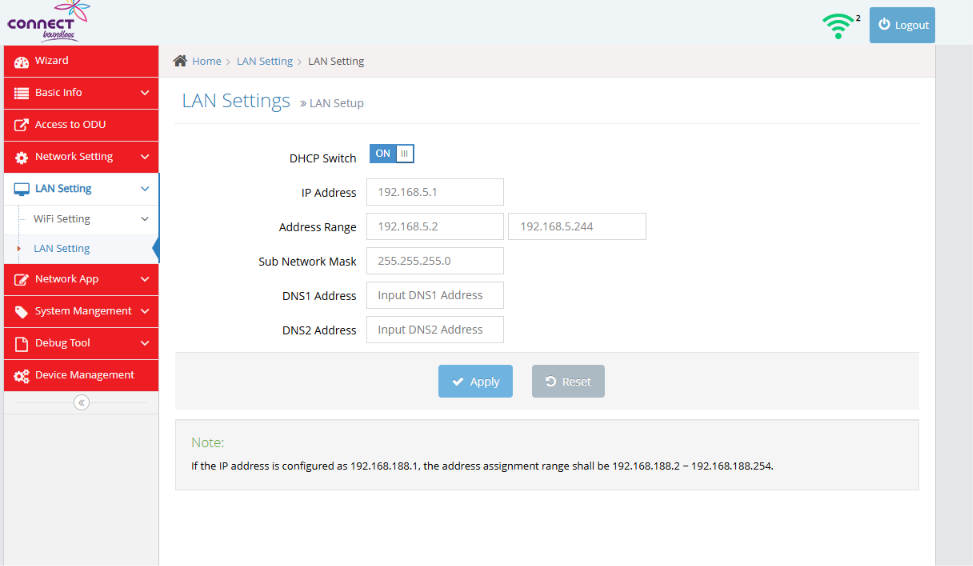 CONNECT
boundless
2
Logout
Wizard
Basic Info
Access to ODU
Network Setting
LAN Setting
WiFi Setting
LAN Setting
Network App
System Mangement
Debug Tool
Device Management
Home > LAN Setting > LAN Setting
LAN Settings » LAN Setup
DHCP Switch ON
IP Address 192.168.5.1
Address Range 192.168.5.2 192.168.5.244
Sub Network Mask 255.255.255.0
DNS1 Address Input DNS1 Address
DNS2 Address Input DNS2 Address
Apply Reset
Note:
If the IP address is configured as 192.168.188.1, the address assignment range shall be 192.168.188.2 − 192.168.188.254.